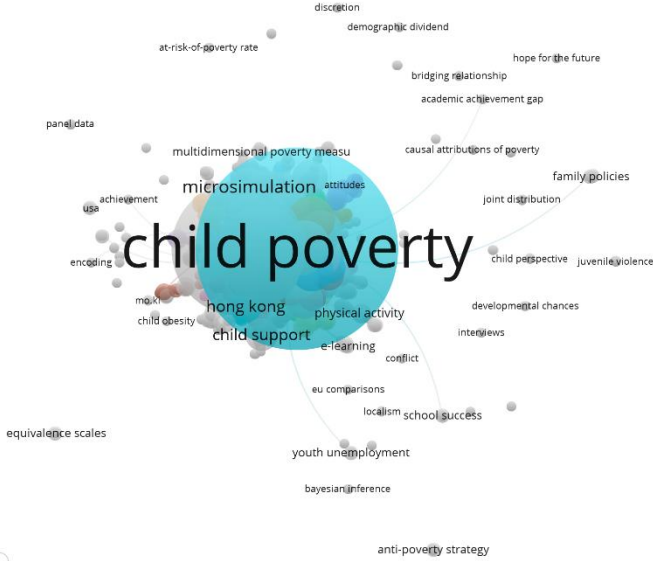 discretion
demographic dividend
at-risk-of-poverty rate
hope for the future
bridging relationship
academic achievement gap
panel data
multidimensional poverty measu
causal attributions of poverty
family policies
microsimulation
attitudes
achievement
joint distribution
usa
child poverty
encoding
child perspective
juvenile violence
mo.ki
hong kong
developmental chances
physical activity
child obesity
child support
interviews
e-learning
conflict
eu comparisons
localism
school success
equivalence scales
youth unemployment
bayesian inference
anti-poverty strategy